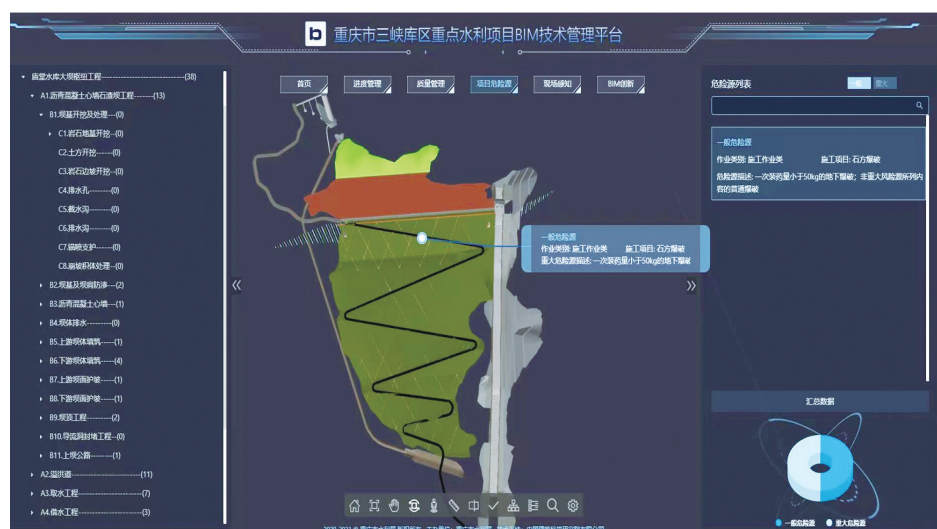 b 重庆市三峡库区重点水利项目BIM技术管理平台
首页 进度管理 质量管理 项目危险源 现场感知 BIM创新
庙堂水库大坝枢纽工程(38)
A1.沥青混凝土心墙石渣坝工程-------(13)
B1.坝基开挖及处理---(0)
C1.岩石地基开挖--(0)
C2.土方开挖------(0)
C3.岩石边坡开挖--(0)
C4.排水孔--------(0)
C5.截水沟--------(0)
C6.排水沟--------(0)
C7.锚喷支护------(0)
C8.崩坡积体处理--(0)
B2.坝基及坝肩防渗---(2)
B3.沥青混凝土心墙---(1)
B4.坝体排水---------(0)
B5.上游坝体填筑-----(1)
B6.下游坝体填筑-----(4)
B7.上游坝面护坡-----(1)
B8.下游坝面护坡-----(1)
B9.坝顶工程---------(2)
B10.导流洞封堵工程--(0)
B11.上坝公路--------(1)
A2.溢洪道(11)
A3.取水工程(7)
A4.借水工程(3)
一般危险源
作业类别: 施工作业类 施工项目: 石方爆破
重大危险源描述: 一次装药量小于50kg的地下爆破
危险源列表 一般 重大
一般危险源
作业类别: 施工作业类 施工项目: 石方爆破
危险源描述: 一次装药量小于50kg的地下爆破；非重大风险源所列内
容的普通爆破
汇总数据
一般危险源 重大危险源